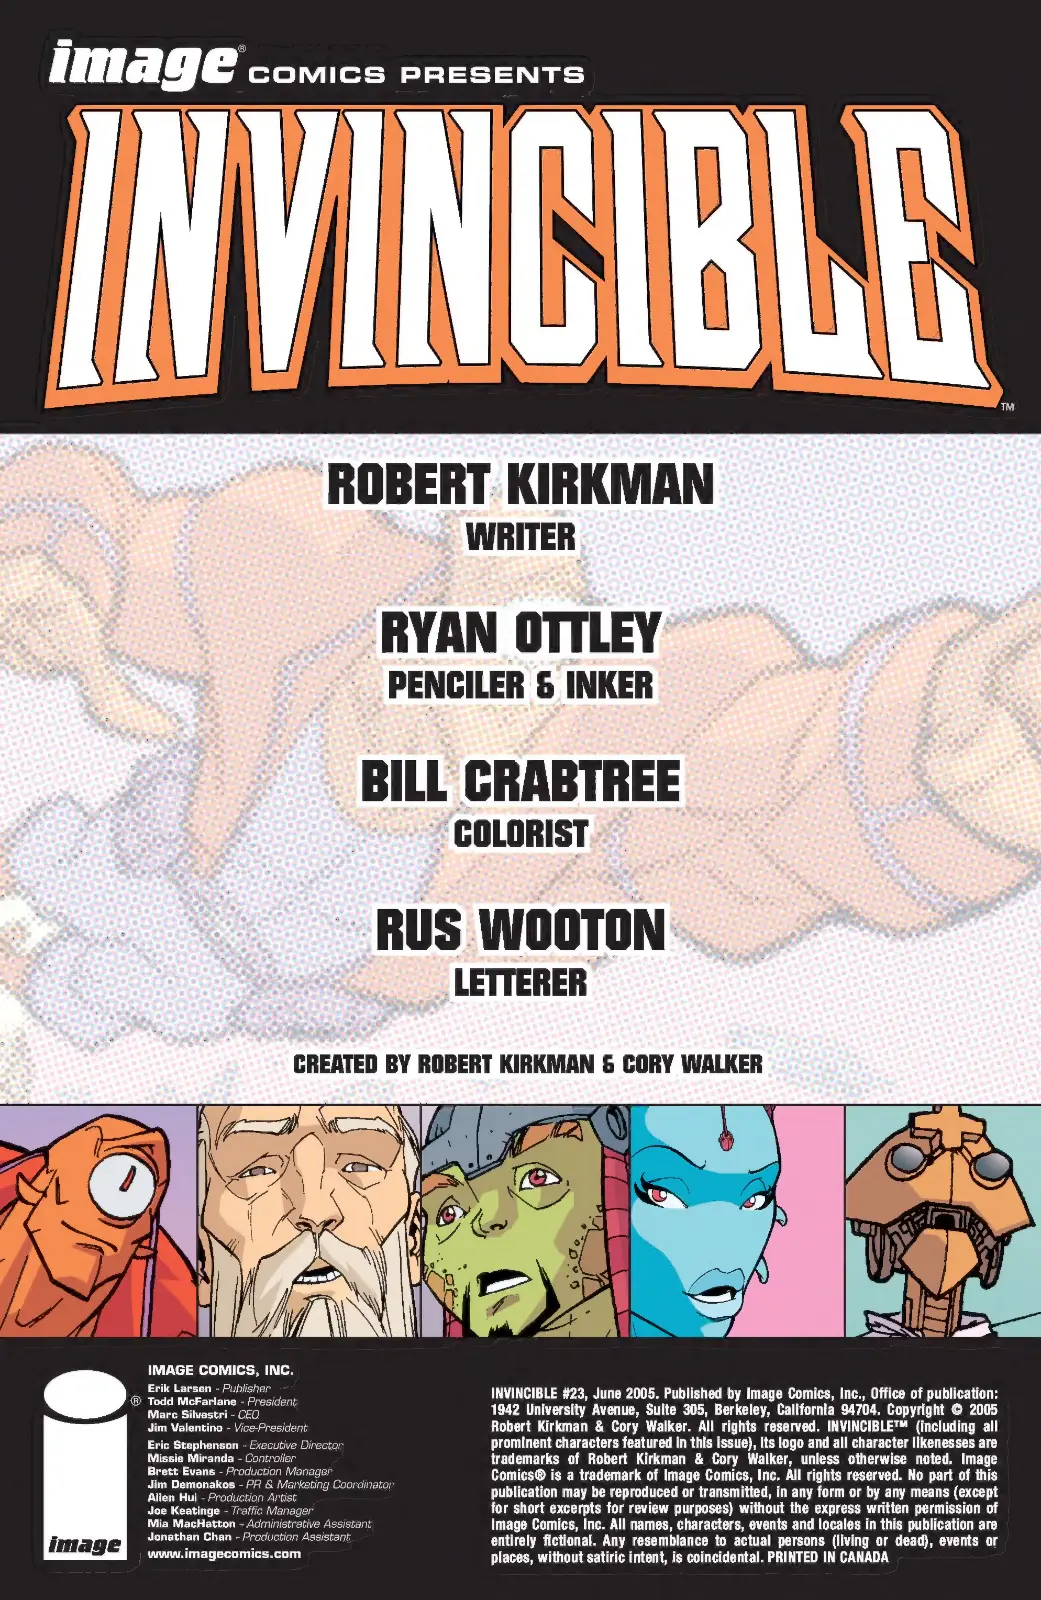 image® COMICS PRESENTS
INVINCIBLE™
ROBERT KIRKMAN
WRITER
RYAN OTTLEY
PENCILER & INKER
BILL CRABTREE
COLORIST
RUS WOOTON
LETTERER
CREATED BY ROBERT KIRKMAN & CORY WALKER
IMAGE COMICS, INC.
Erik Larsen - Publisher
Todd McFarlane - President
Marc Silvestri - CEO
Jim Valentino - Vice-President
Eric Stephenson - Executive Director
Missie Miranda - Controller
Brett Evans - Production Manager
Jim Demonakos - PR & Marketing Coordinator
Allen Hui - Production Artist
Joe Keatinge - Traffic Manager
Mia MacHatton - Administrative Assistant
Jonathan Chan - Production Assistant
www.imagecomics.com
®
image
INVINCIBLE #23, June 2005. Published by Image Comics, Inc., Office of publication:
1942 University Avenue, Suite 305, Berkeley, California 94704. Copyright © 2005
Robert Kirkman & Cory Walker. All rights reserved. INVINCIBLE™ (including all
prominent characters featured in this issue), its logo and all character likenesses are
trademarks of Robert Kirkman & Cory Walker, unless otherwise noted. Image
Comics® is a trademark of Image Comics, Inc. All rights reserved. No part of this
publication may be reproduced or transmitted, in any form or by any means (except
for short excerpts for review purposes) without the express written permission of
Image Comics, Inc. All names, characters, events and locales in this publication are
entirely fictional. Any resemblance to actual persons (living or dead), events or
places, without satiric intent, is coincidental. PRINTED IN CANADA